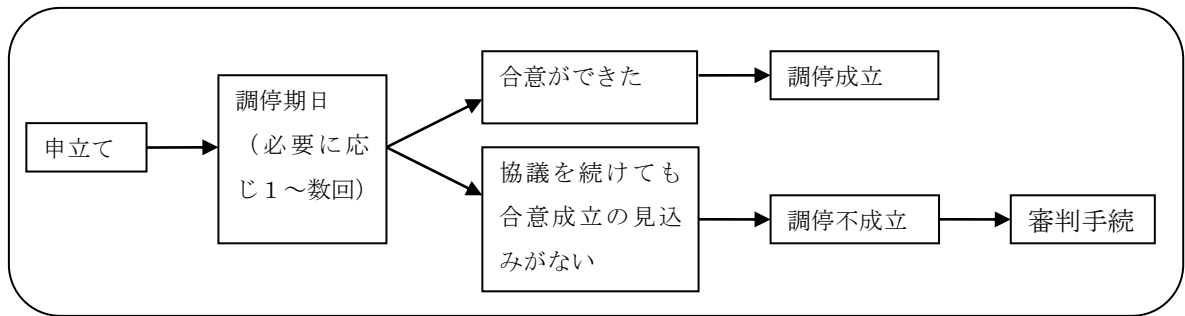 申立て
調停期日
（必要に応
じ１～数回）
合意ができた
調停成立
協議を続けても
合意成立の見込
みがない
調停不成立
審判手続